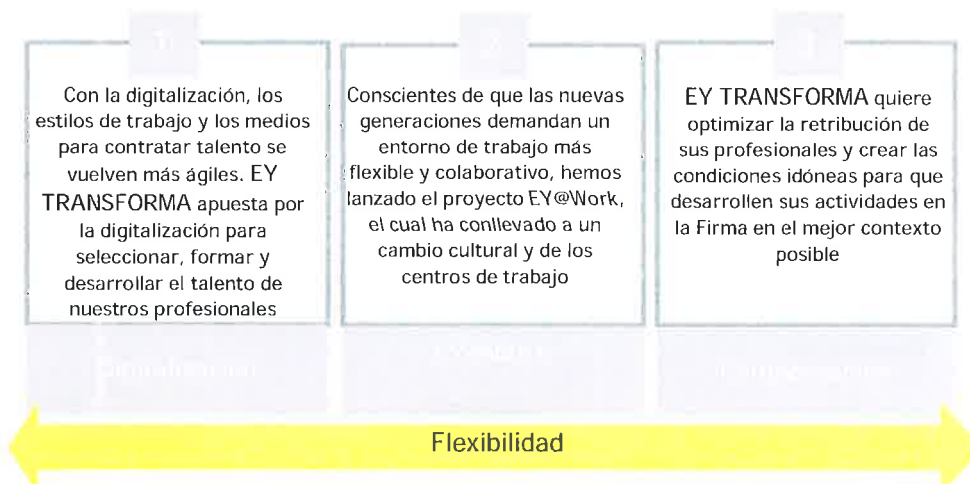 1
Con la digitalización, los
estilos de trabajo y los medios
para contratar talento se
vuelven más ágiles. EY
TRANSFORMA apuesta por
la digitalización para
seleccionar, formar y
desarrollar el talento de
nuestros profesionales
2
Conscientes de que las nuevas
generaciones demandan un
entorno de trabajo más
flexible y colaborativo, hemos
lanzado el proyecto EY@Work,
el cual ha conllevado a un
cambio cultural y de los
centros de trabajo
3
EY TRANSFORMA quiere
optimizar la retribución de
sus profesionales y crear las
condiciones idóneas para que
desarrollen sus actividades en
la Firma en el mejor contexto
posible
Digitalización
Flexibilidad